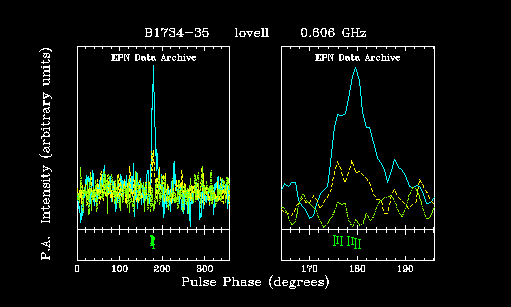 B1734-35 lovell 0.606 GHz
EPN Data Archive EPN Data Archive
P.A. Intensity (arbitrary units)
0 100 200 300 170 180 190
Pulse Phase (degrees)